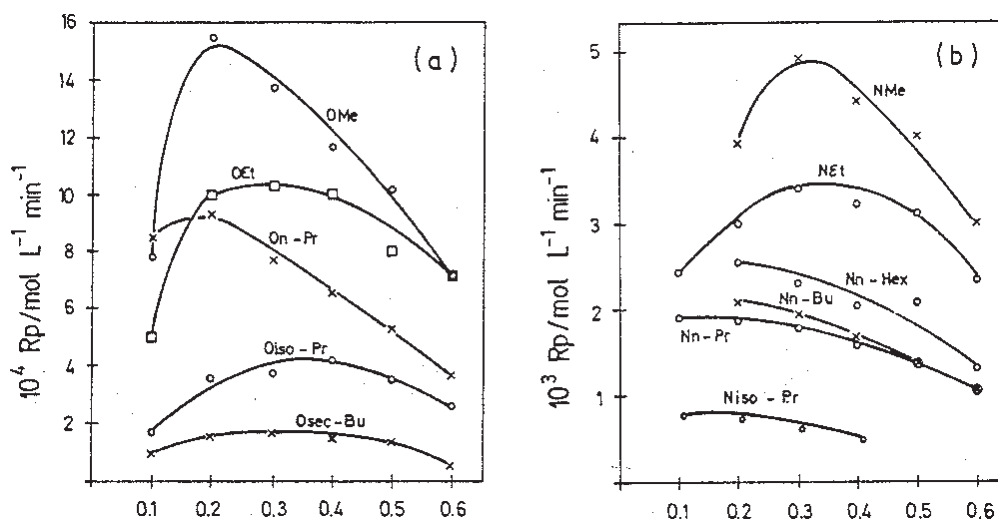 (a)
10⁴ Rp/mol L⁻¹ min⁻¹
16
14
12
10
8
6
4
2
OMe
OEt
On-Pr
Oiso-Pr
Osec-Bu
0.1 0.2 0.3 0.4 0.5 0.6
(b)
10³ Rp/mol L⁻¹ min⁻¹
5
4
3
2
1
NMe
NEt
Nn-Hex
Nn-Bu
Nn-Pr
Niso-Pr
0.1 0.2 0.3 0.4 0.5 0.6